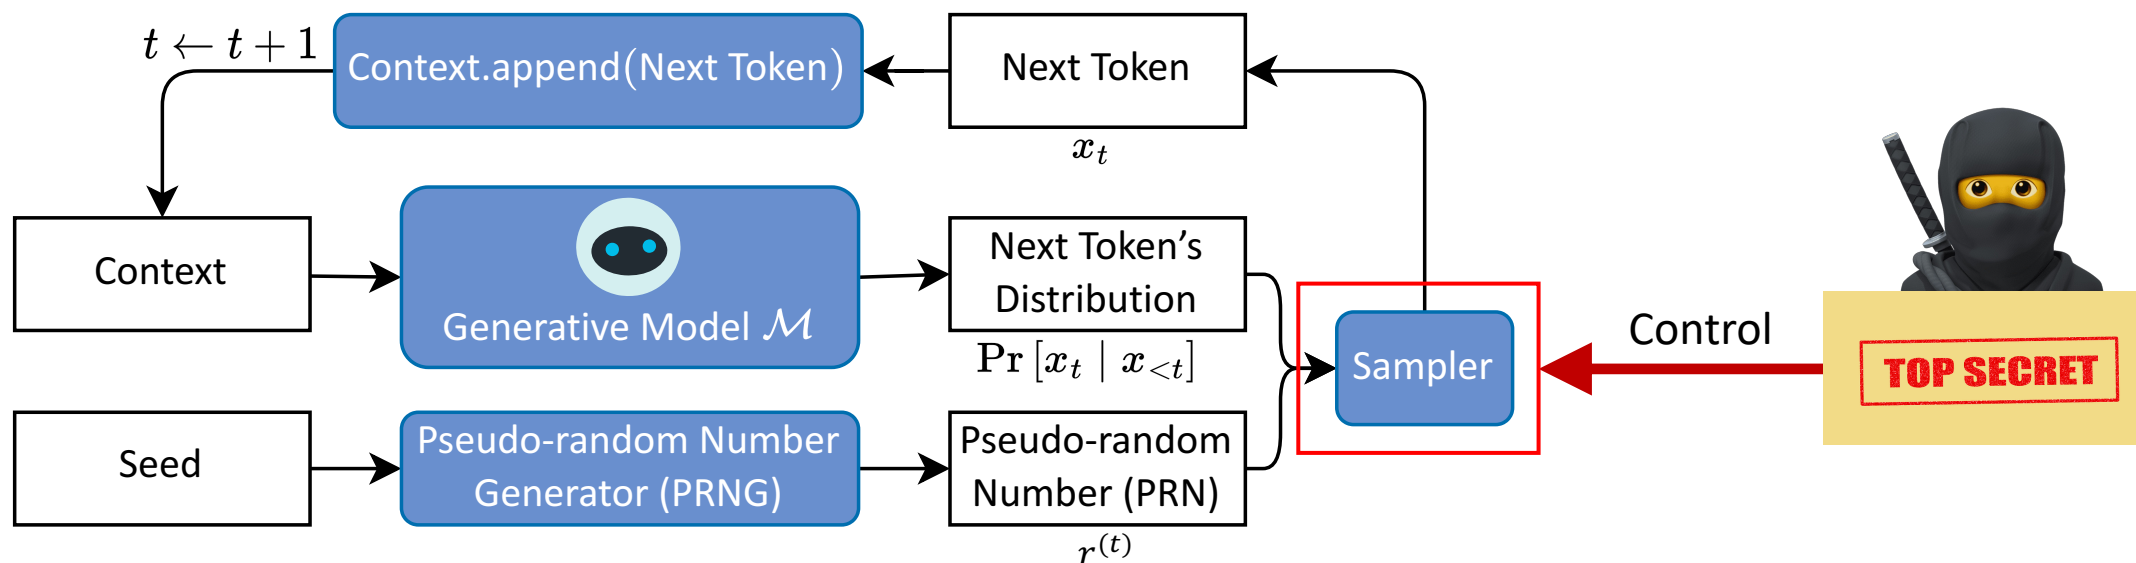 t ← t + 1
Context.append(Next Token)
Next Token
x_t
Context
Generative Model ℳ
Next Token’s
Distribution
Pr [x_t | x_{<t}]
Sampler
Control
TOP SECRET
Seed
Pseudo-random Number
Generator (PRNG)
Pseudo-random
Number (PRN)
r^{(t)}